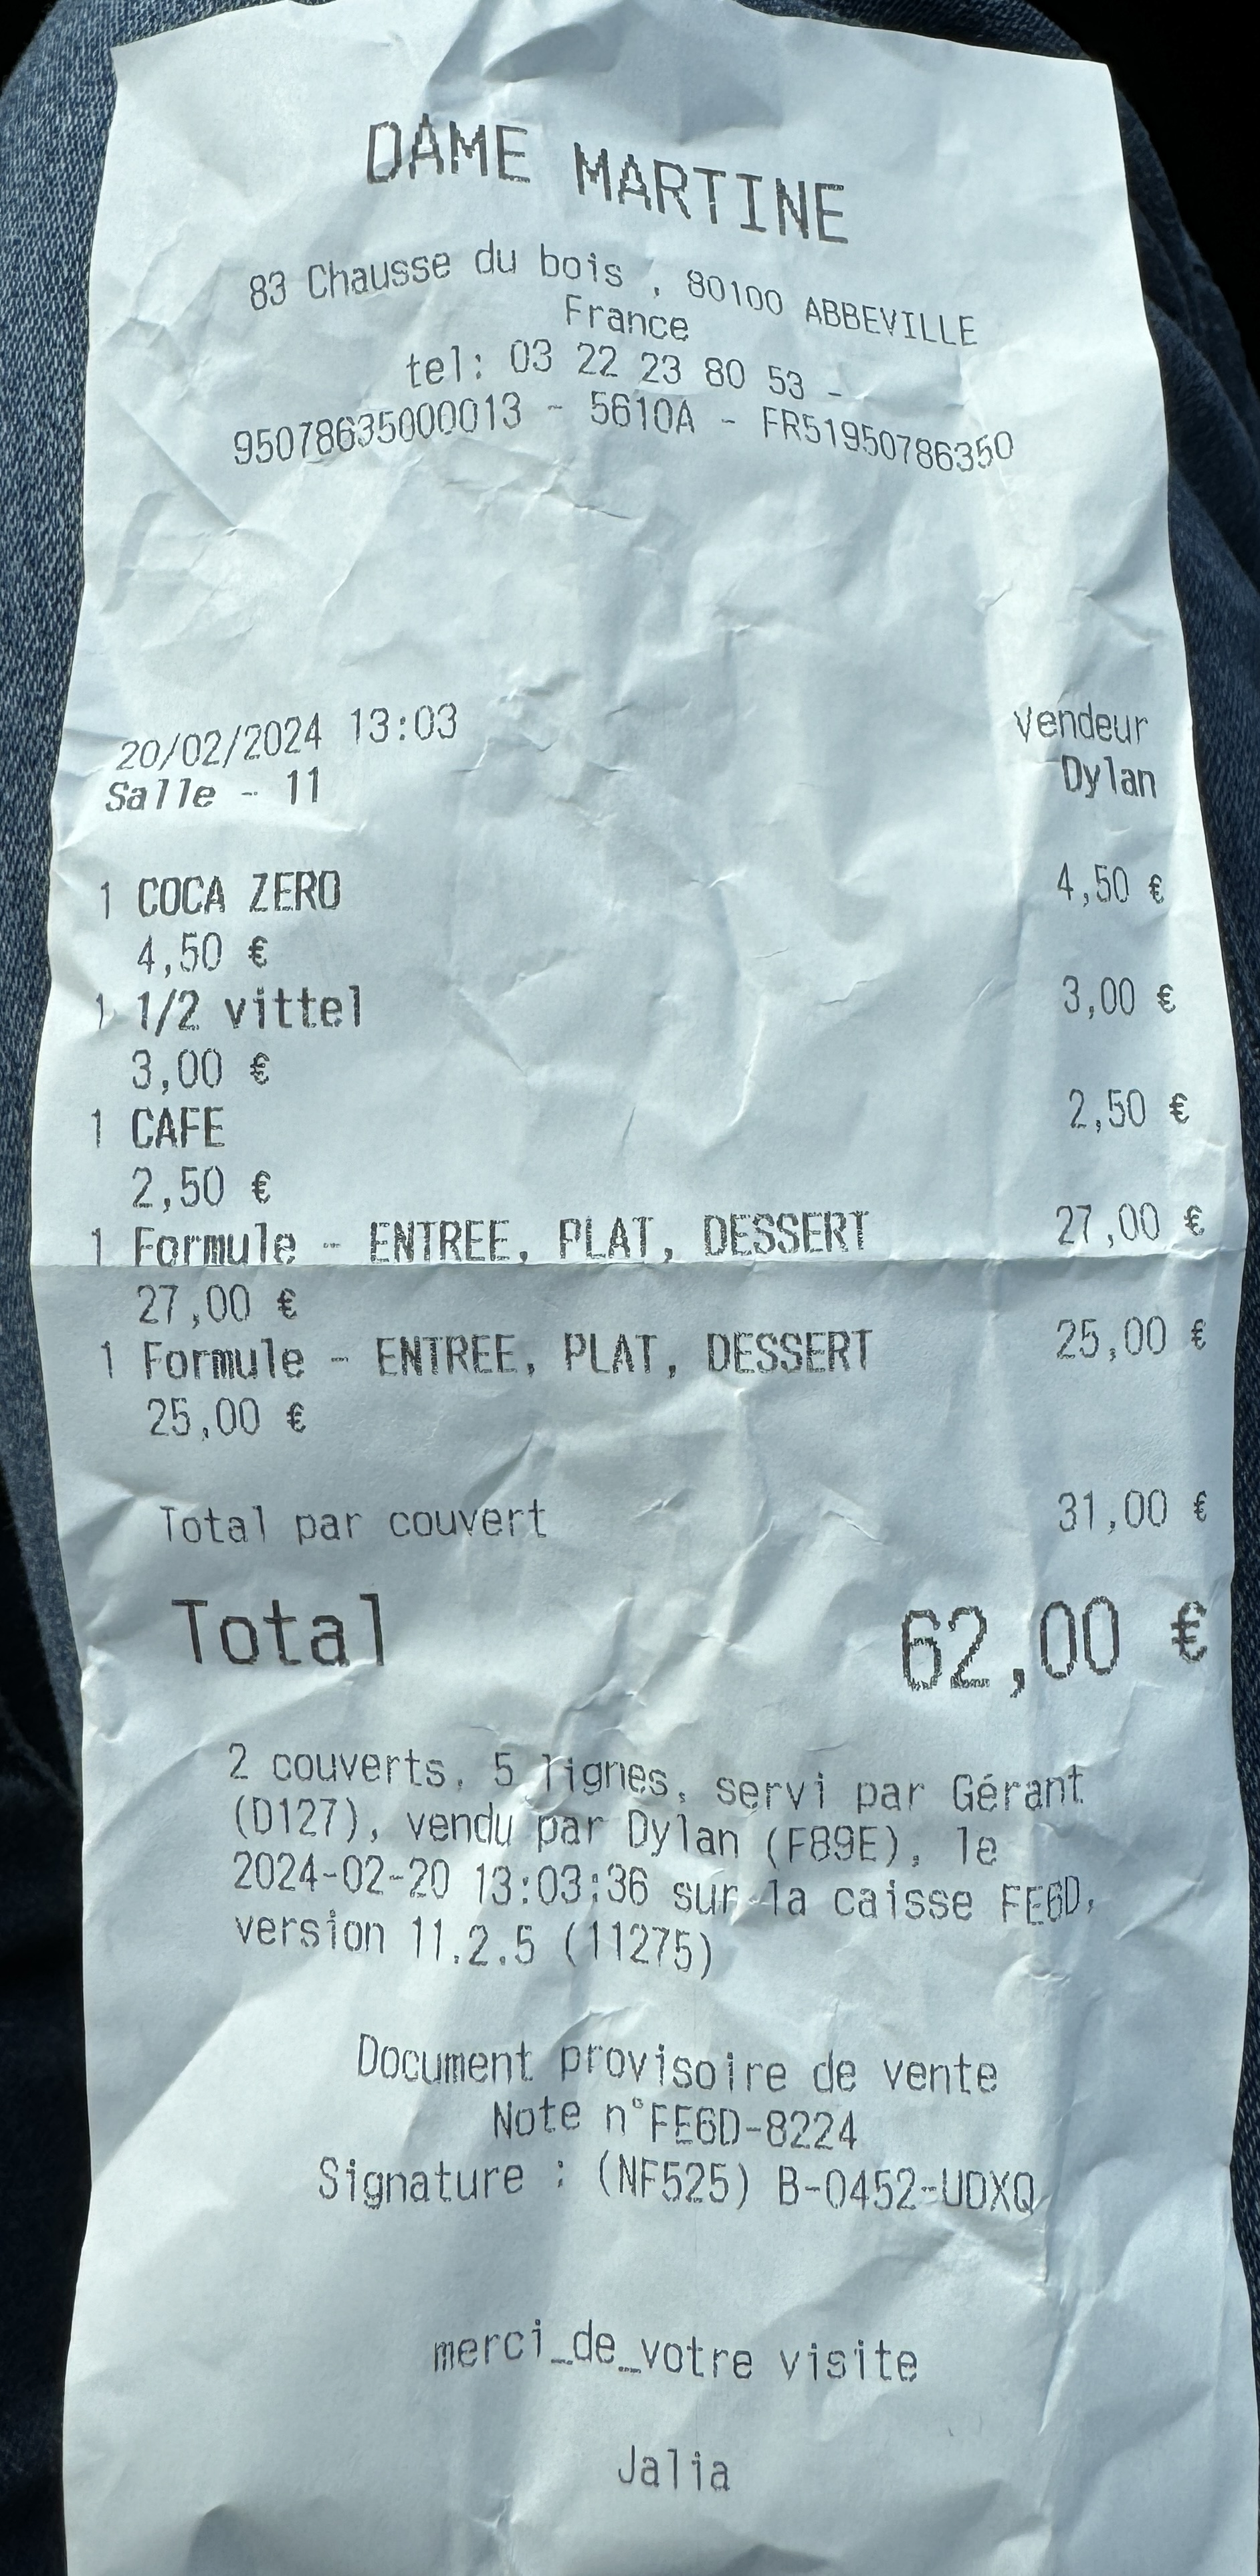 DAME MARTINE
83 Chausse du bois , 80100 ABBEVILLE
France
tel: 03 22 23 80 53 -
95078635000013 - 5610A - FR51950786350
20/02/2024 13:03 Vendeur
Salle - 11 Dylan
1 COCA ZERO 4,50 €
4,50 €
1 1/2 vittel 3,00 €
3,00 €
1 CAFE 2,50 €
2,50 €
1 Formule - ENTREE, PLAT, DESSERT 27,00 €
27,00 €
1 Formule - ENTREE, PLAT, DESSERT 25,00 €
25,00 €
Total par couvert 31,00 €
Total 62,00 €
2 couverts, 5 lignes, servi par Gérant
(D127), vendu par Dylan (F89E), le
2024-02-20 13:03:36 sur la caisse FE6D,
version 11.2.5 (11275)
Document provisoire de vente
Note n°FE6D-8224
Signature : (NF525) B-0452-UDXQ
merci_de_votre visite
Jalia